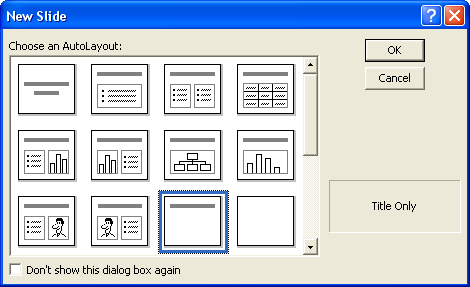 New Slide
Choose an AutoLayout:
OK
Cancel
Title Only
Don't show this dialog box again